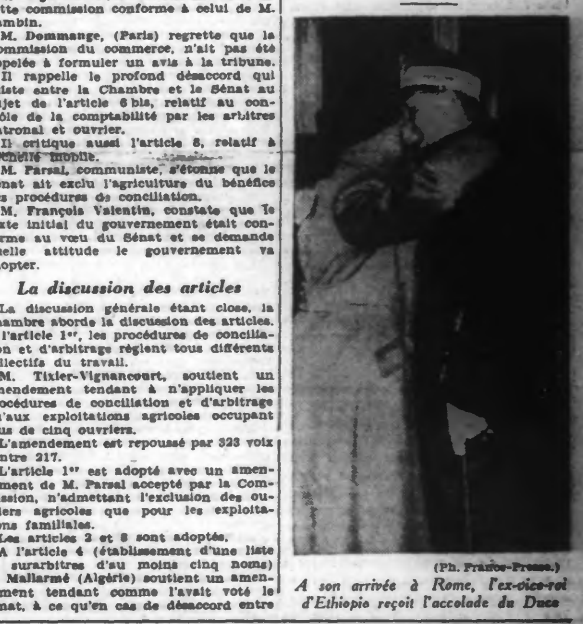 tte commission conforme à celui de M.
ambin.
M. Dommange, (Paris) regrette que la
ommission du commerce, n'ait pas été
ppelée à formuler un avis à la tribune.
Il rappelle le profond désaccord qui
iste entre la Chambre et le Sénat au
jet de l'article 6 bis, relatif au con-
ôle de la comptabilité par les arbitres
atronal et ouvrier.
Il critique aussi l'article 8, relatif à
échelle mobile.
M. Parsal, communiste, s'étonne que le
énat ait exclu l'agriculture du bénéfice
es procédures de conciliation.
M. François Valentin, constate que le
xte initial du gouvernement était con-
rme au vœu du Sénat et se demande
uelle attitude le gouvernement va
opter.
La discussion des articles
La discussion générale étant close, la
hambre aborde la discussion des articles.
l'article 1er, les procédures de concilia-
on et d'arbitrage règlent tous différents
llectifs du travail.
M. Tixier-Vignancourt, soutient un
mendement tendant à n'appliquer les
océdures de conciliation et d'arbitrage
'aux exploitations agricoles occupant
us de cinq ouvriers.
L'amendement est repoussé par 323 voix
ntre 217.
L'article 1er est adopté avec un amen-
ment de M. Parsal accepté par la Com-
ission, n'admettant l'exclusion des ou-
iers agricoles que pour les exploita-
ons familiales.
Les articles 2 et 3 sont adoptés.
A l'article 4 (établissement d'une liste
surarbitres d'au moins cinq noms)
Mallarmé (Algérie) soutient un amen-
ment tendant comme l'avait voté le
nat, à ce qu'en cas de désaccord entre
(Ph. France-Presse.)
A son arrivée à Rome, l'ex-vice-roi
d'Ethiopie reçoit l'accolade du Duce